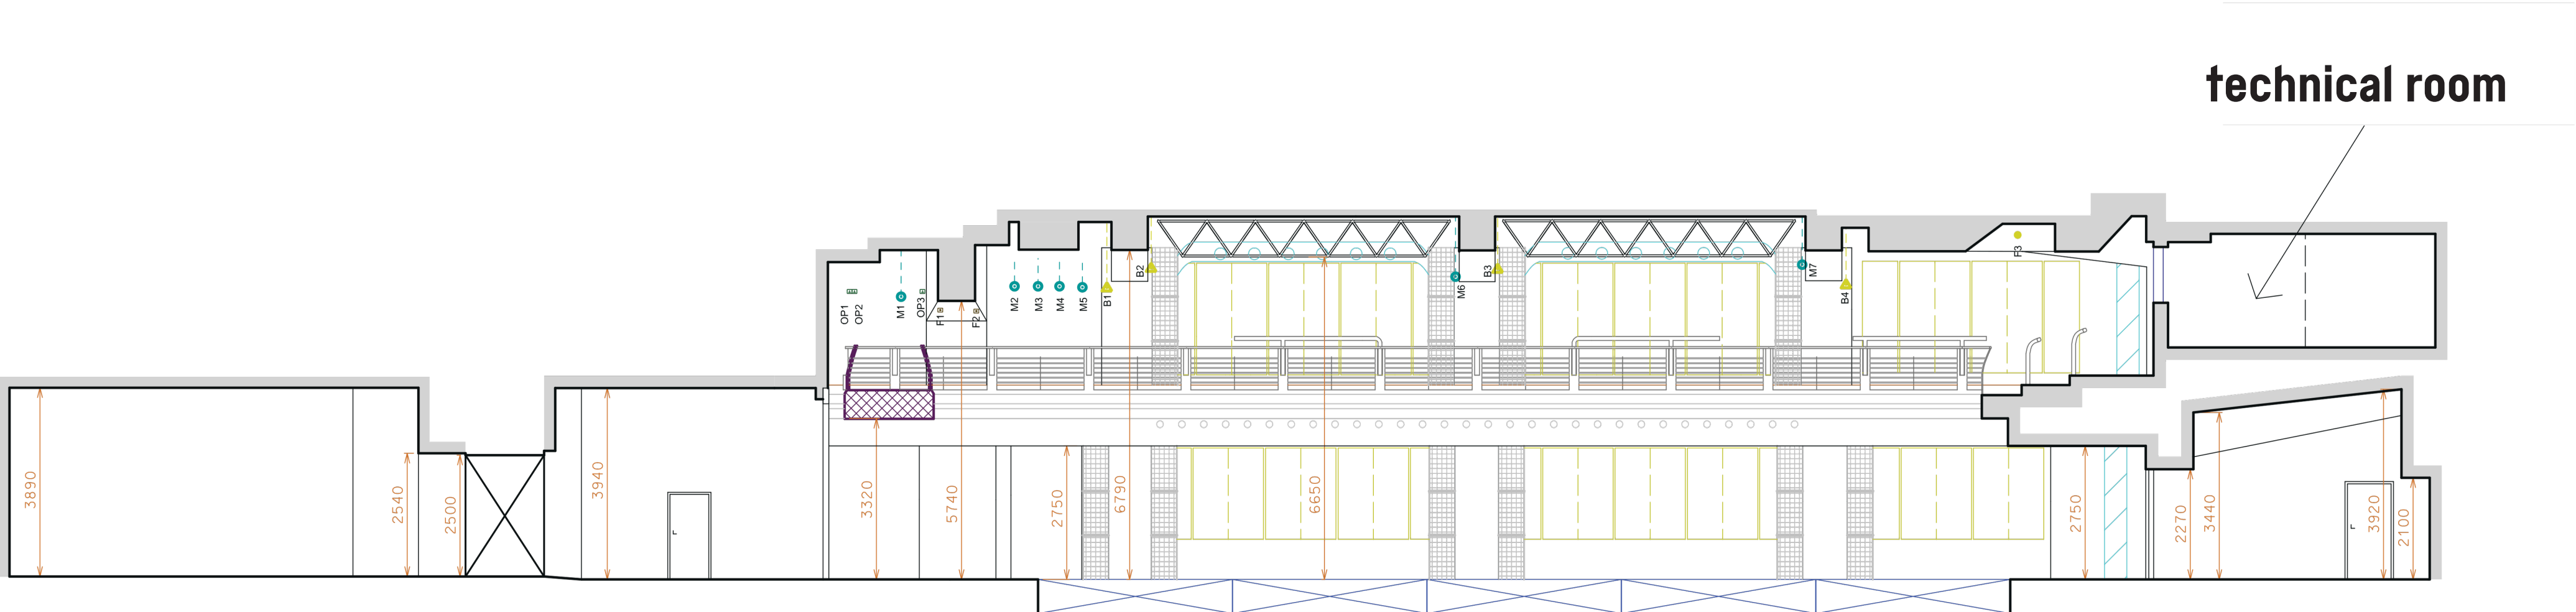 technical room
OP1
OP2
M1
OP3
F1
F2
M2
M3
M4
M5
B1
B2
M6
B3
M7
B4
F3
3890
2540
2500
3940
3320
5740
2750
6790
6650
2750
2270
3440
3920
2100